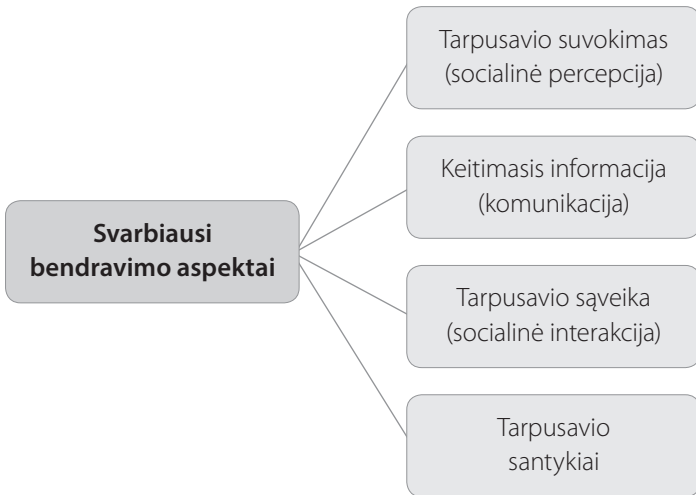 Tarpusavio suvokimas
(socialinė percepcija)
Keitimasis informacija
(komunikacija)
Svarbiausi
bendravimo aspektai
Tarpusavio sąveika
(socialinė interakcija)
Tarpusavio
santykiai